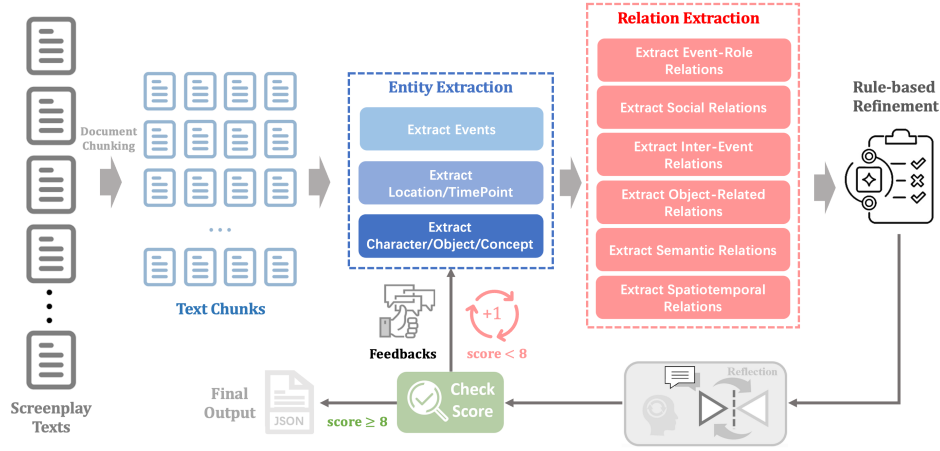 Screenplay
Texts
Document
Chunking
...
Text Chunks
Entity Extraction
Extract Events
Extract
Location/TimePoint
Extract
Character/Object/Concept
Relation Extraction
Extract Event-Role
Relations
Extract Social Relations
Extract Inter-Event
Relations
Extract Object-Related
Relations
Extract Semantic Relations
Extract Spatiotemporal
Relations
Rule-based
Refinement
Reflection
Check
Score
Feedbacks
+1
score < 8
score ≥ 8
Final
Output
JSON